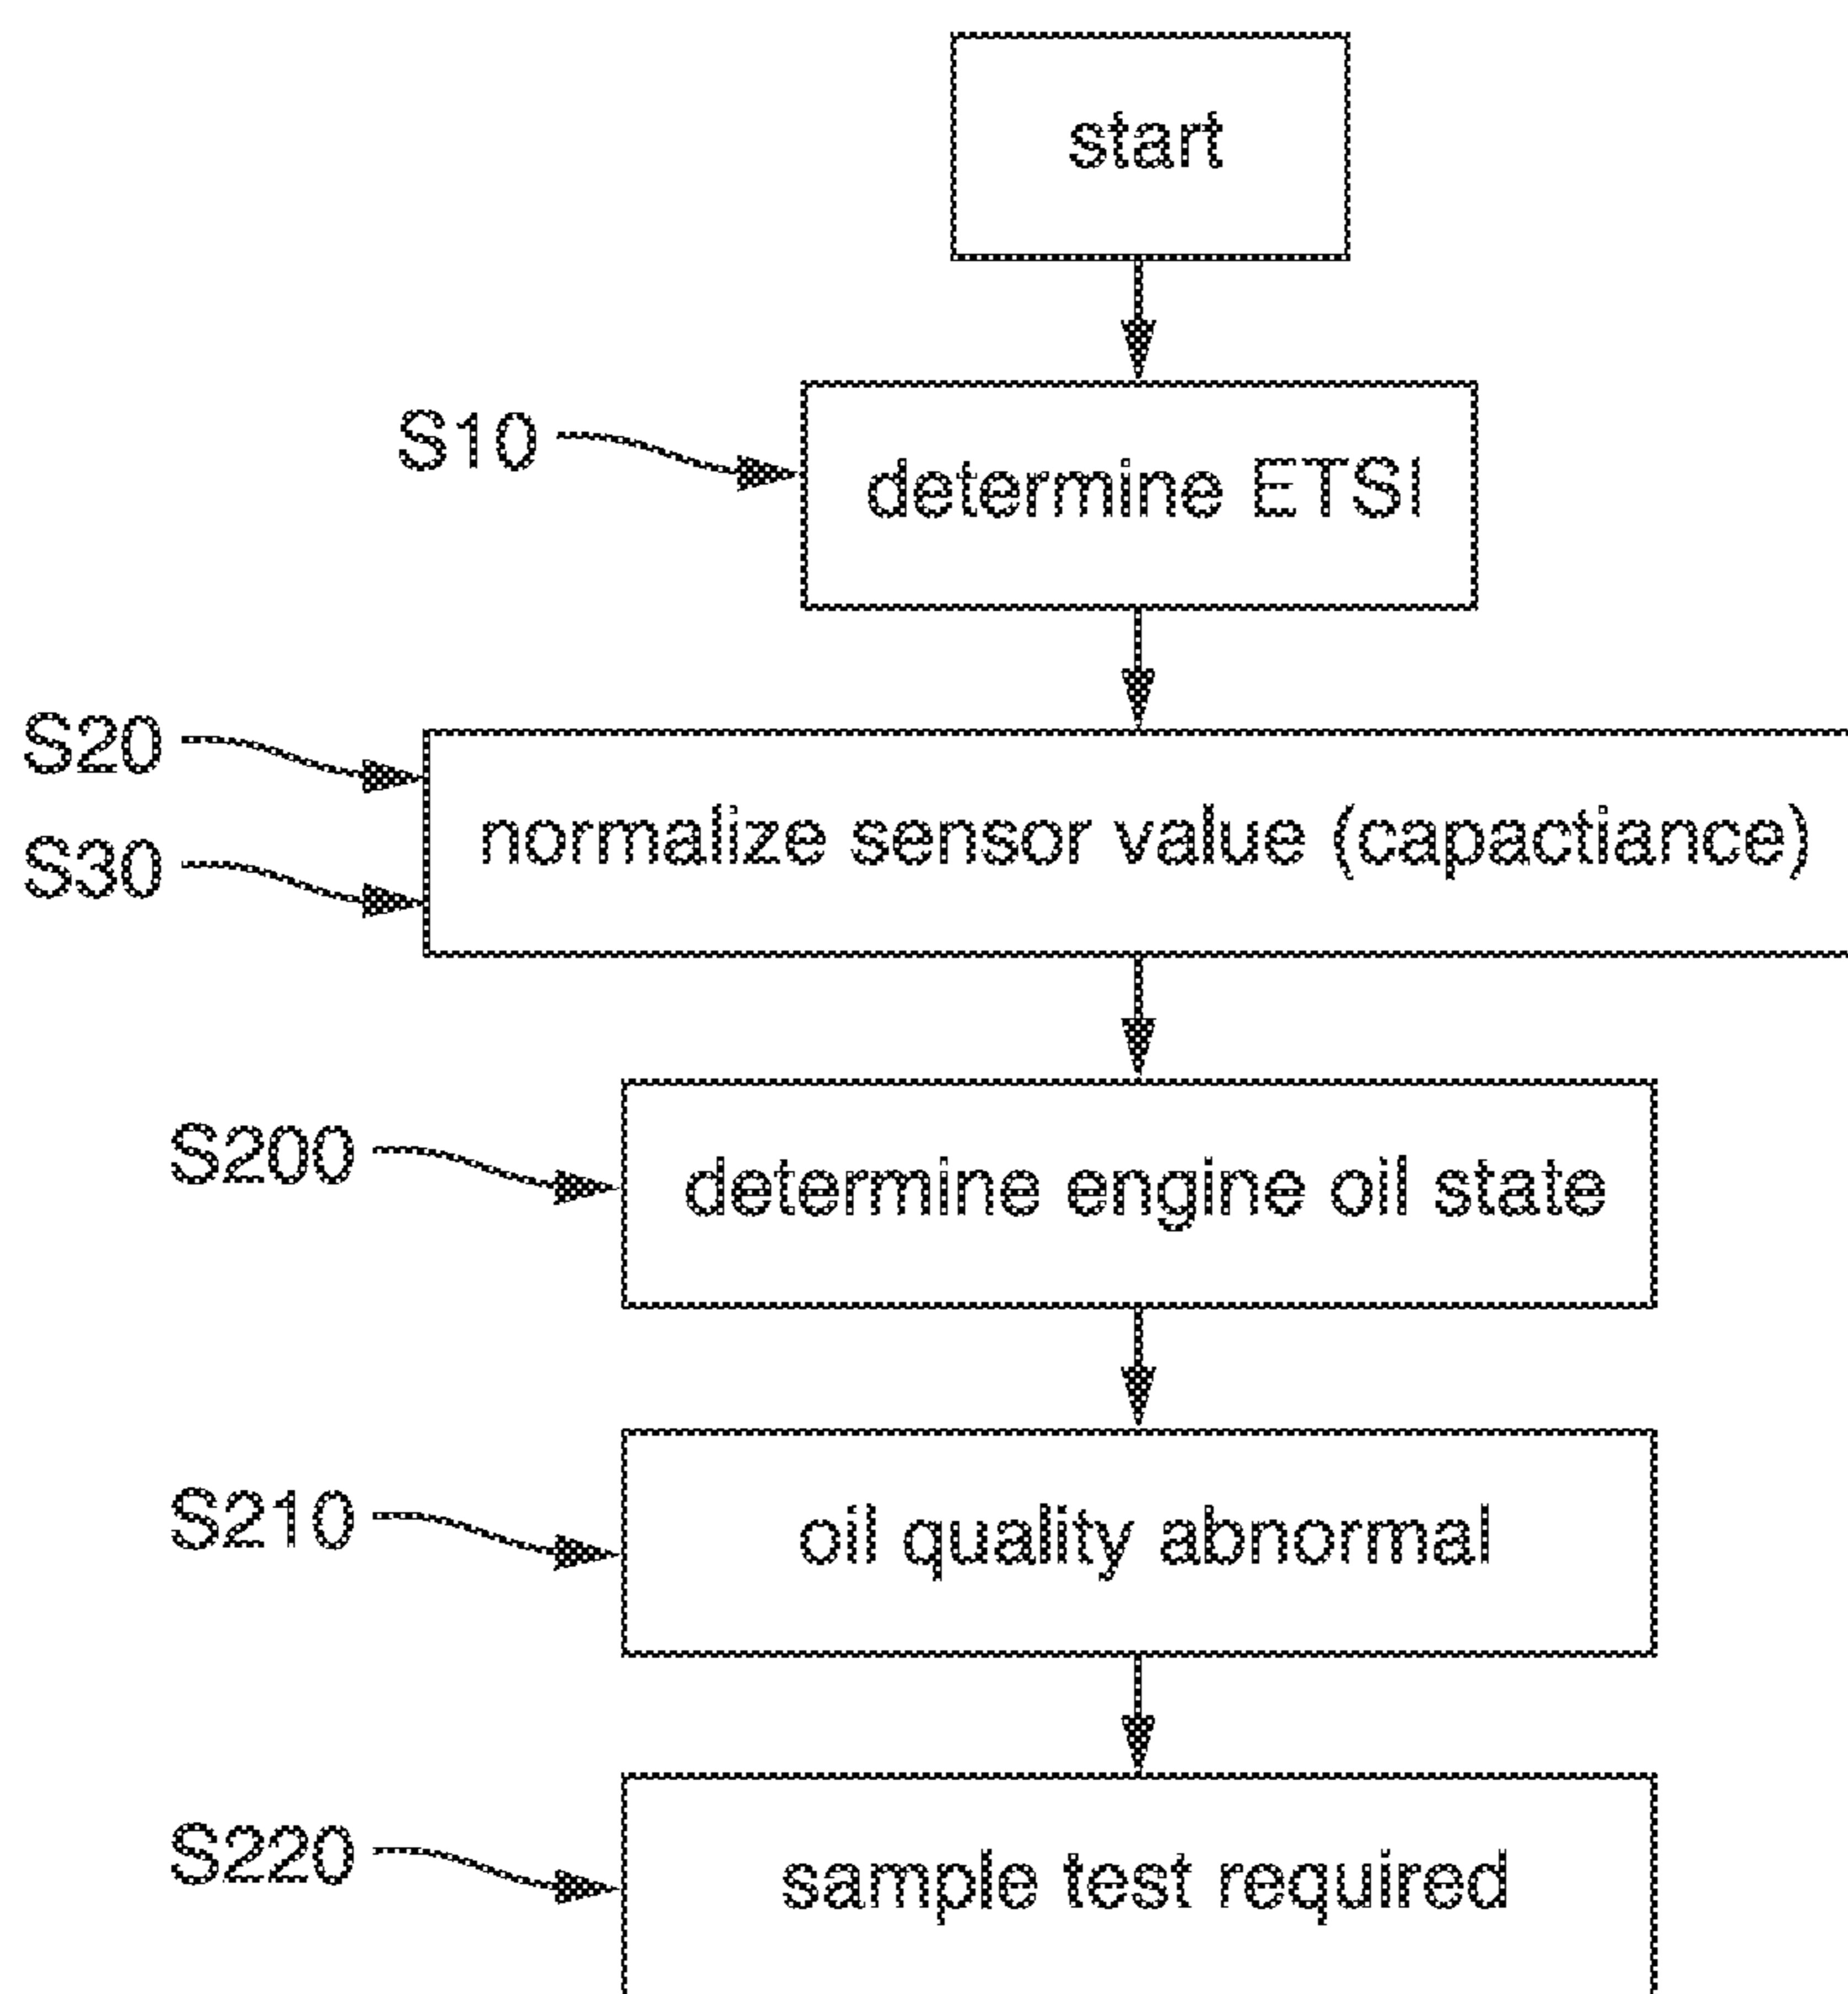 start
S10
determine ETSI
S20
normalize sensor value (capactiance)
S30
S200
determine engine oil state
S210
oil quality abnormal
S220
sample test required